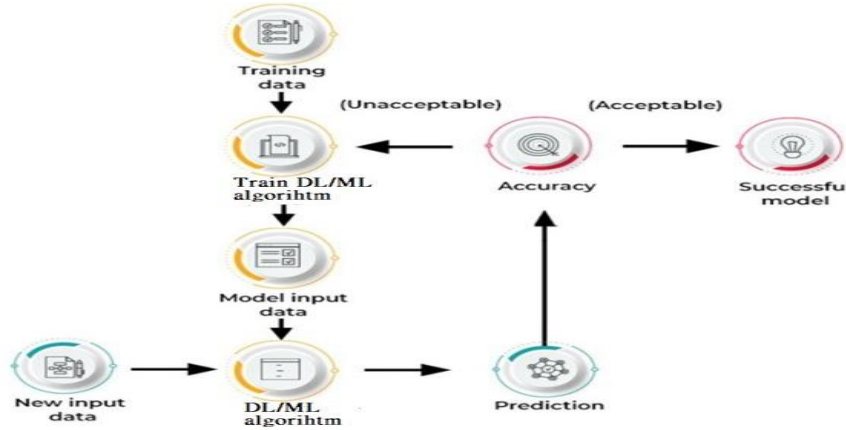 Training
data
(Unacceptable)
(Acceptable)
Train DL/ML
algorihtm
Accuracy
Successfu
model
Model input
data
New input
data
DL/ML
algorihtm
Prediction